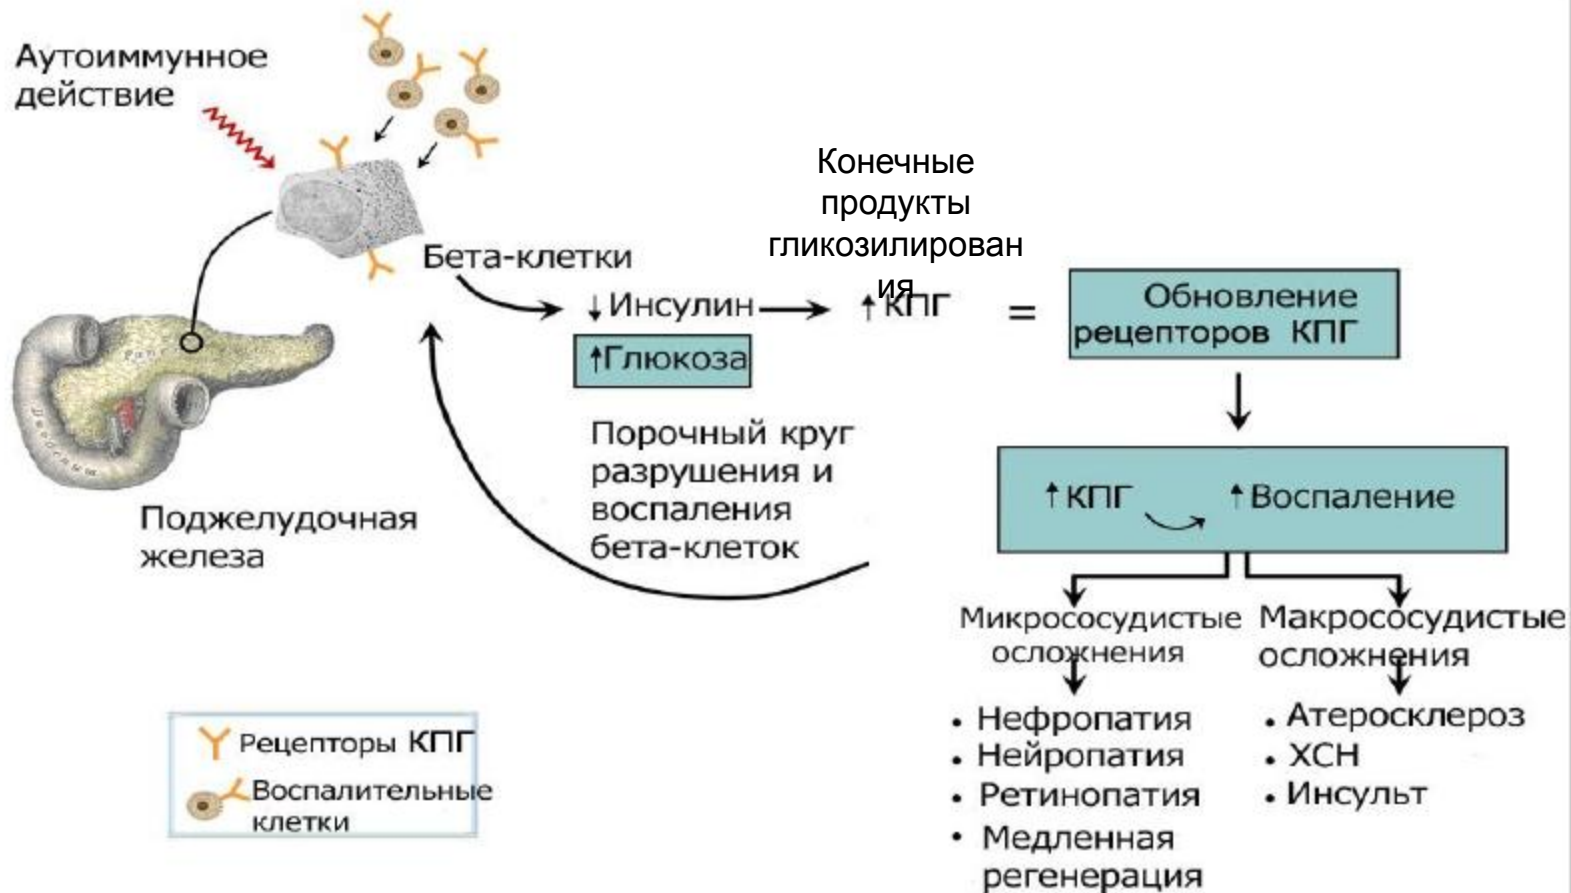 Аутоиммунное
действие
Конечные
продукты
гликозилирован
ия
Бета-клетки
↓Инсулин
↑КПГ
=
Обновление
рецепторов КПГ
↑Глюкоза
Порочный круг
разрушения и
воспаления
бета-клеток
↑КПГ
↑Воспаление
Поджелудочная
железа
Микрососудистые
осложнения
Макрососудистые
осложнения
• Нефропатия
• Нейропатия
• Ретинопатия
• Медленная
регенерация
• Атеросклероз
• ХСН
• Инсульт
Рецепторы КПГ
Воспалительные
клетки